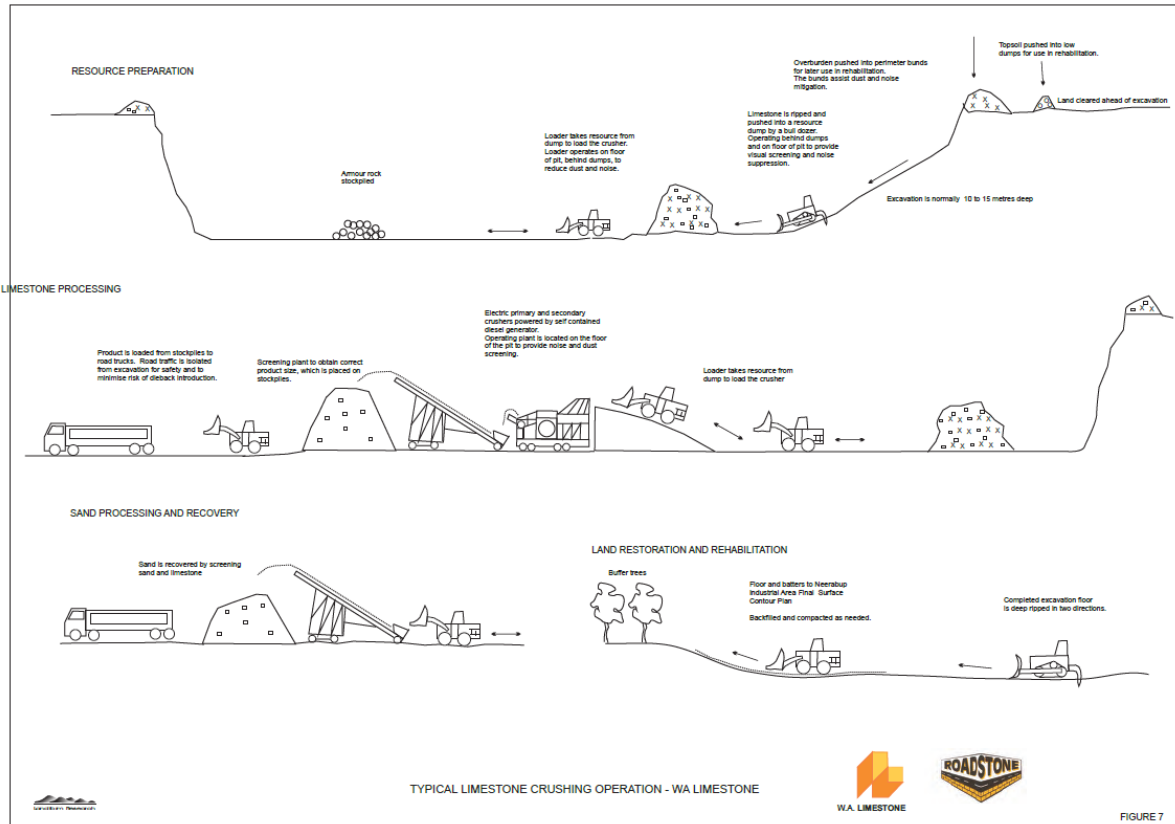 RESOURCE PREPARATION
Overburden pushed into perimeter bunds
for later use in rehabilitation.
The bunds assist dust and noise
mitigation.
Topsoil pushed into low
dumps for use in rehabilitation.
Land cleared ahead of excavation
Limestone is ripped and
pushed into a resource
dump by a bull dozer.
Operating behind dumps
and on floor of pit to provide
visual screening and noise
suppression.
Loader takes resource from
dump to load the crusher.
Loader operates on floor
of pit, behind dumps, to
reduce dust and noise.
Armour rock
stockpiled
Excavation is normally 10 to 15 metres deep
LIMESTONE PROCESSING
Product is loaded from stockpiles to
road trucks. Road traffic is isolated
from excavation for safety and to
minimise risk of dieback introduction.
Screening plant to obtain correct
product size, which is placed on
stockpiles.
Electric primary and secondary
crushers powered by self contained
diesel generator.
Operating plant is located on the floor
of the pit to provide noise and dust
screening.
Loader takes resource from
dump to load the crusher
SAND PROCESSING AND RECOVERY
Sand is recovered by screening
sand and limestone
LAND RESTORATION AND REHABILITATION
Buffer trees
Floor and batters to Neerabup
Industrial Area Final Surface
Contour Plan
Backfilled and compacted as needed.
Completed excavation floor
is deep ripped in two directions.
TYPICAL LIMESTONE CRUSHING OPERATION - WA LIMESTONE
W.A. LIMESTONE
ROADSTONE
FIGURE 7